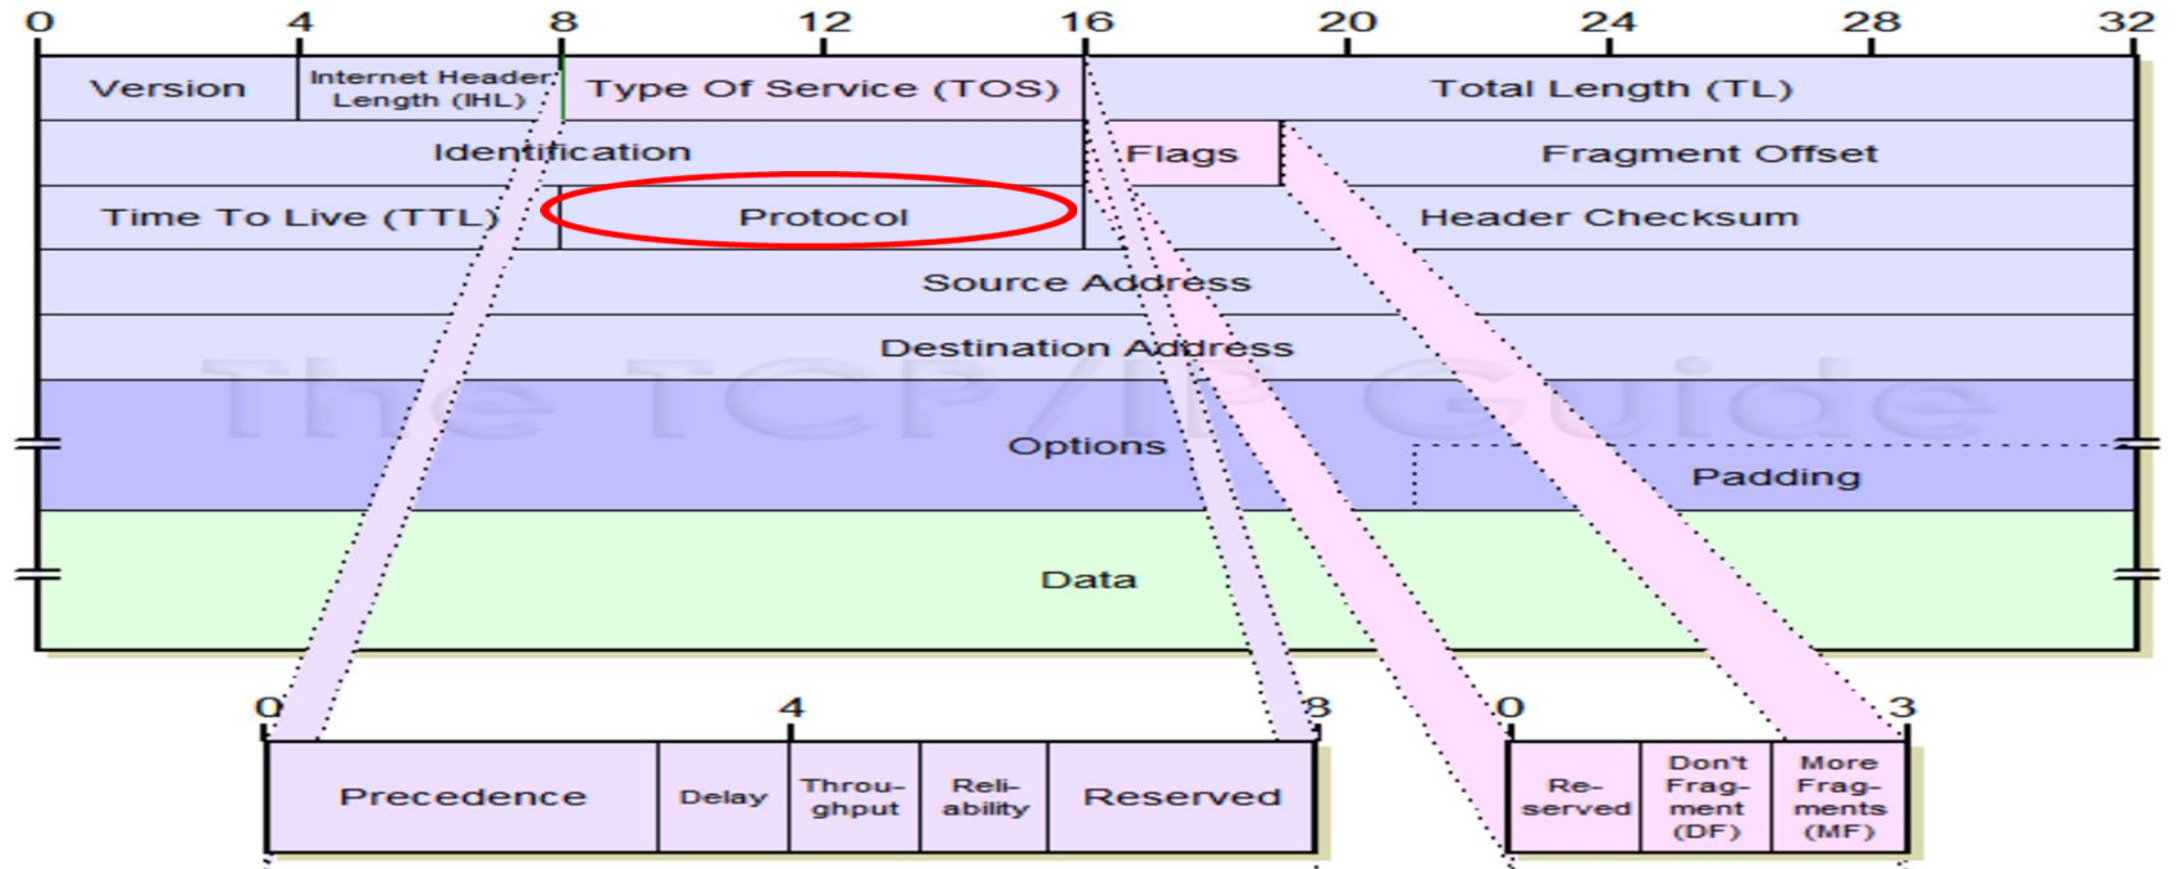 0 4 8 12 16 20 24 28 32
Version
Internet Header
Length (IHL)
Type Of Service (TOS)
Total Length (TL)
Identification
Flags
Fragment Offset
Time To Live (TTL)
Protocol
Header Checksum
Source Address
Destination Address
The TCP/IP Guide
Options
Padding
Data
0 4 8
0 3
Precedence
Delay
Throu-
ghput
Reli-
ability
Reserved
Re-
served
Don't
Frag-
ment
(DF)
More
Frag-
ments
(MF)